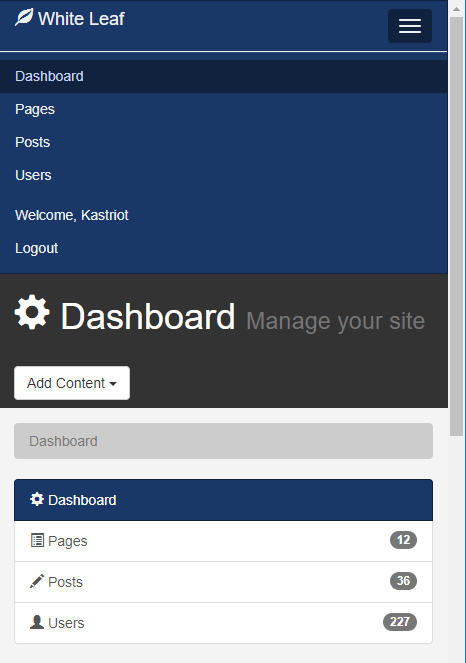 White Leaf
Dashboard
Pages
Posts
Users
Welcome, Kastriot
Logout
Dashboard Manage your site
Add Content
Dashboard
Dashboard
Pages 12
Posts 36
Users 227